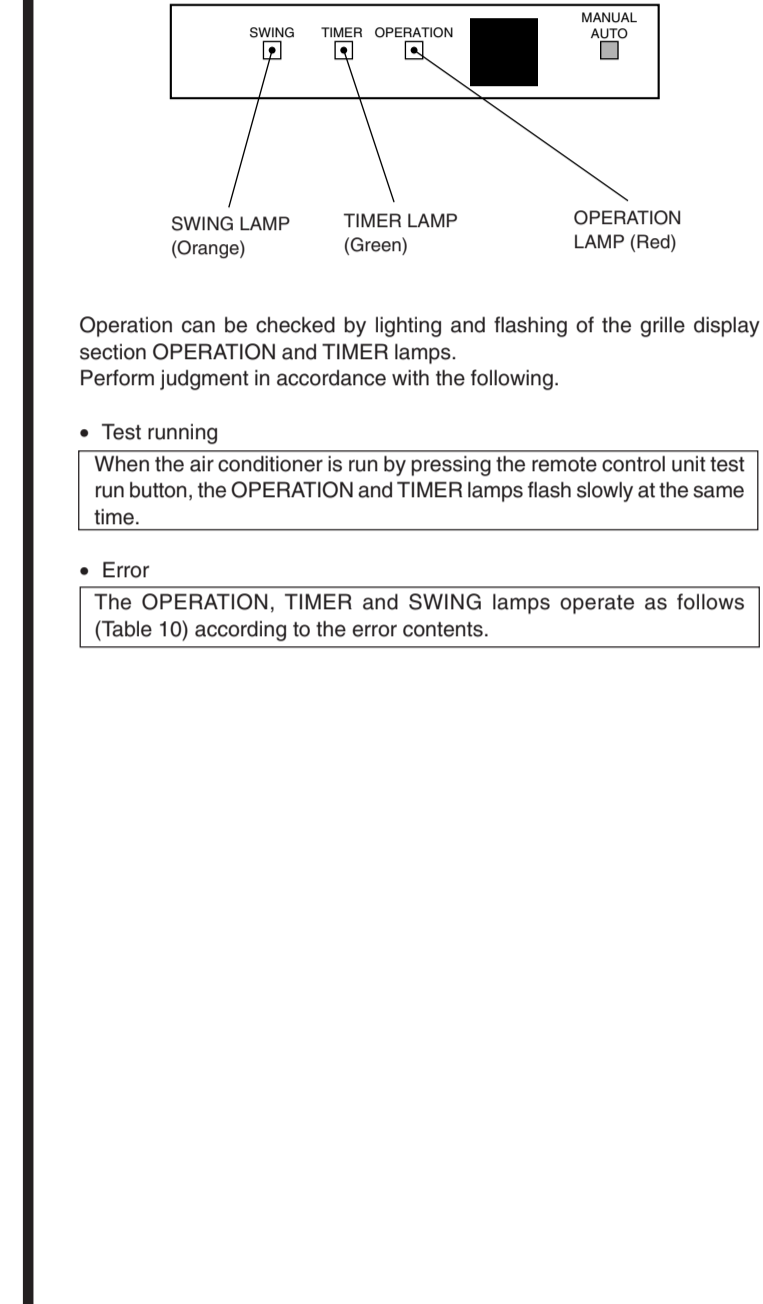 SWING TIMER OPERATION MANUAL
AUTO
SWING LAMP
(Orange)
TIMER LAMP
(Green)
OPERATION
LAMP (Red)
Operation can be checked by lighting and flashing of the grille display
section OPERATION and TIMER lamps.
Perform judgment in accordance with the following.
• Test running
When the air conditioner is run by pressing the remote control unit test
run button, the OPERATION and TIMER lamps flash slowly at the same
time.
• Error
The OPERATION, TIMER and SWING lamps operate as follows
(Table 10) according to the error contents.